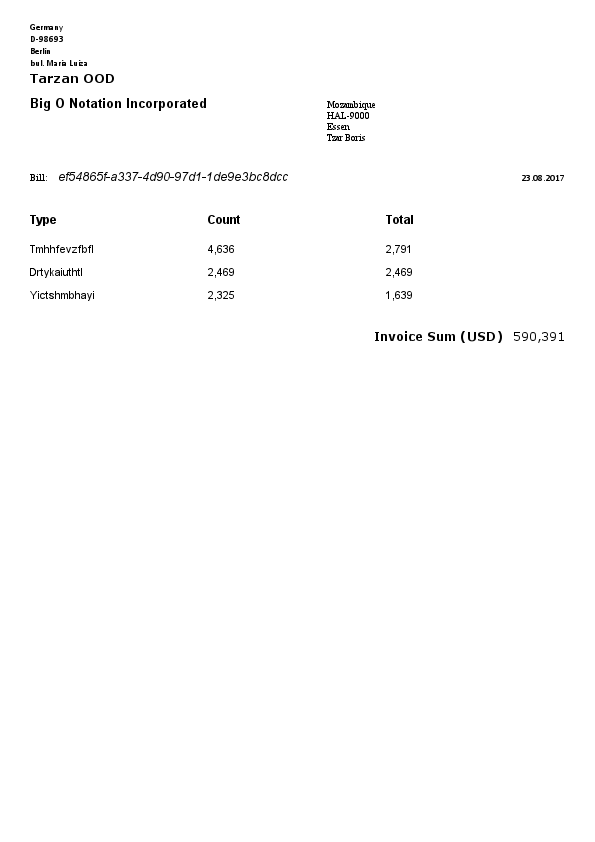 Germany
D-98693
Berlin
bul. Maria Luiza
Tarzan OOD
Big O Notation Incorporated
Mozambique
HAL-9000
Essen
Tzar Boris
Bill: ef54865f-a337-4d90-97d1-1de9e3bc8dcc 23.08.2017
Type Count Total
Tmhhfevzfbfl 4,636 2,791
Drtykaiuthtl 2,469 2,469
Yictshmbhayi 2,325 1,639
Invoice Sum (USD) 590,391